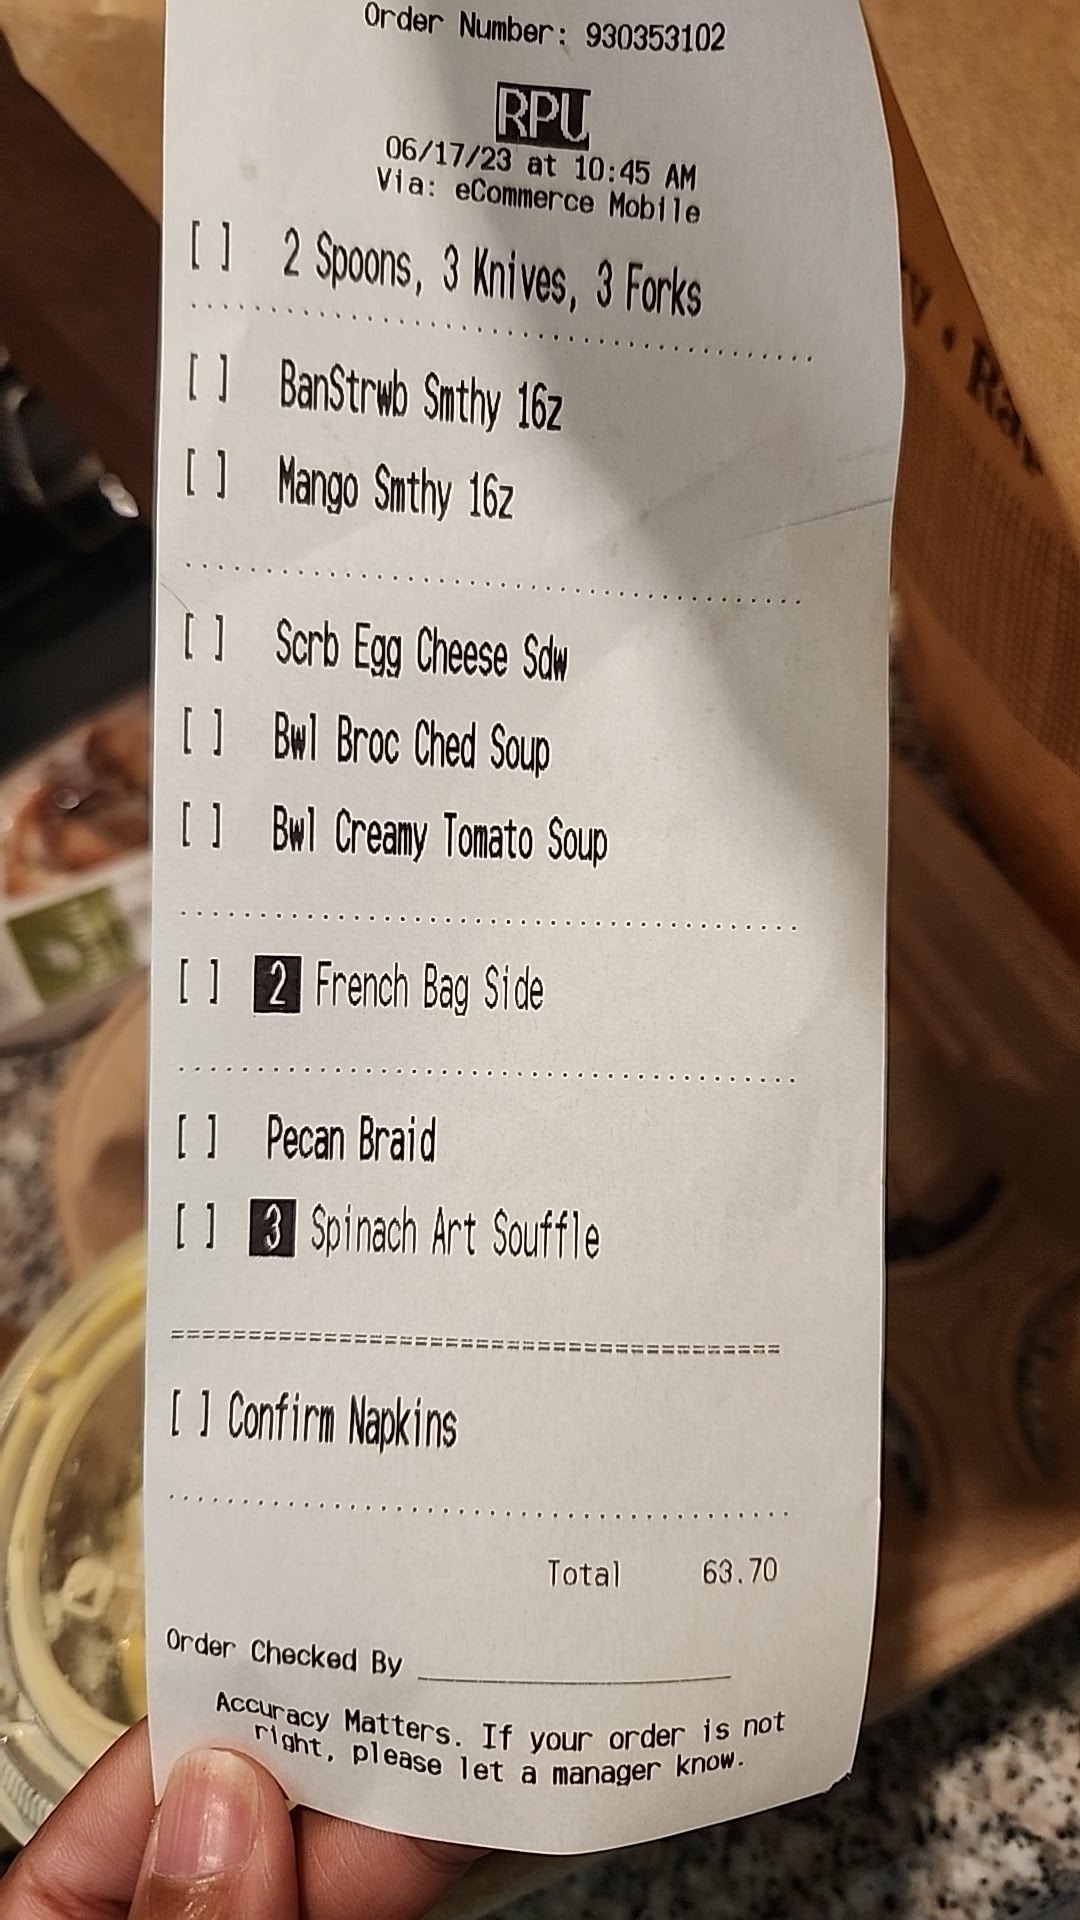 Order Number: 930353102
RPU
06/17/23 at 10:45 AM
Via: eCommerce Mobile
[ ] 2 Spoons, 3 Knives, 3 Forks
[ ] BanStrwb Smthy 16z
[ ] Mango Smthy 16z
[ ] Scrb Egg Cheese Sdw
[ ] Bwl Broc Ched Soup
[ ] Bwl Creamy Tomato Soup
[ ] 2 French Bag Side
[ ] Pecan Braid
[ ] 3 Spinach Art Souffle
[ ] Confirm Napkins
Total 63.70
Order Checked By
Accuracy Matters. If your order is not
right, please let a manager know.